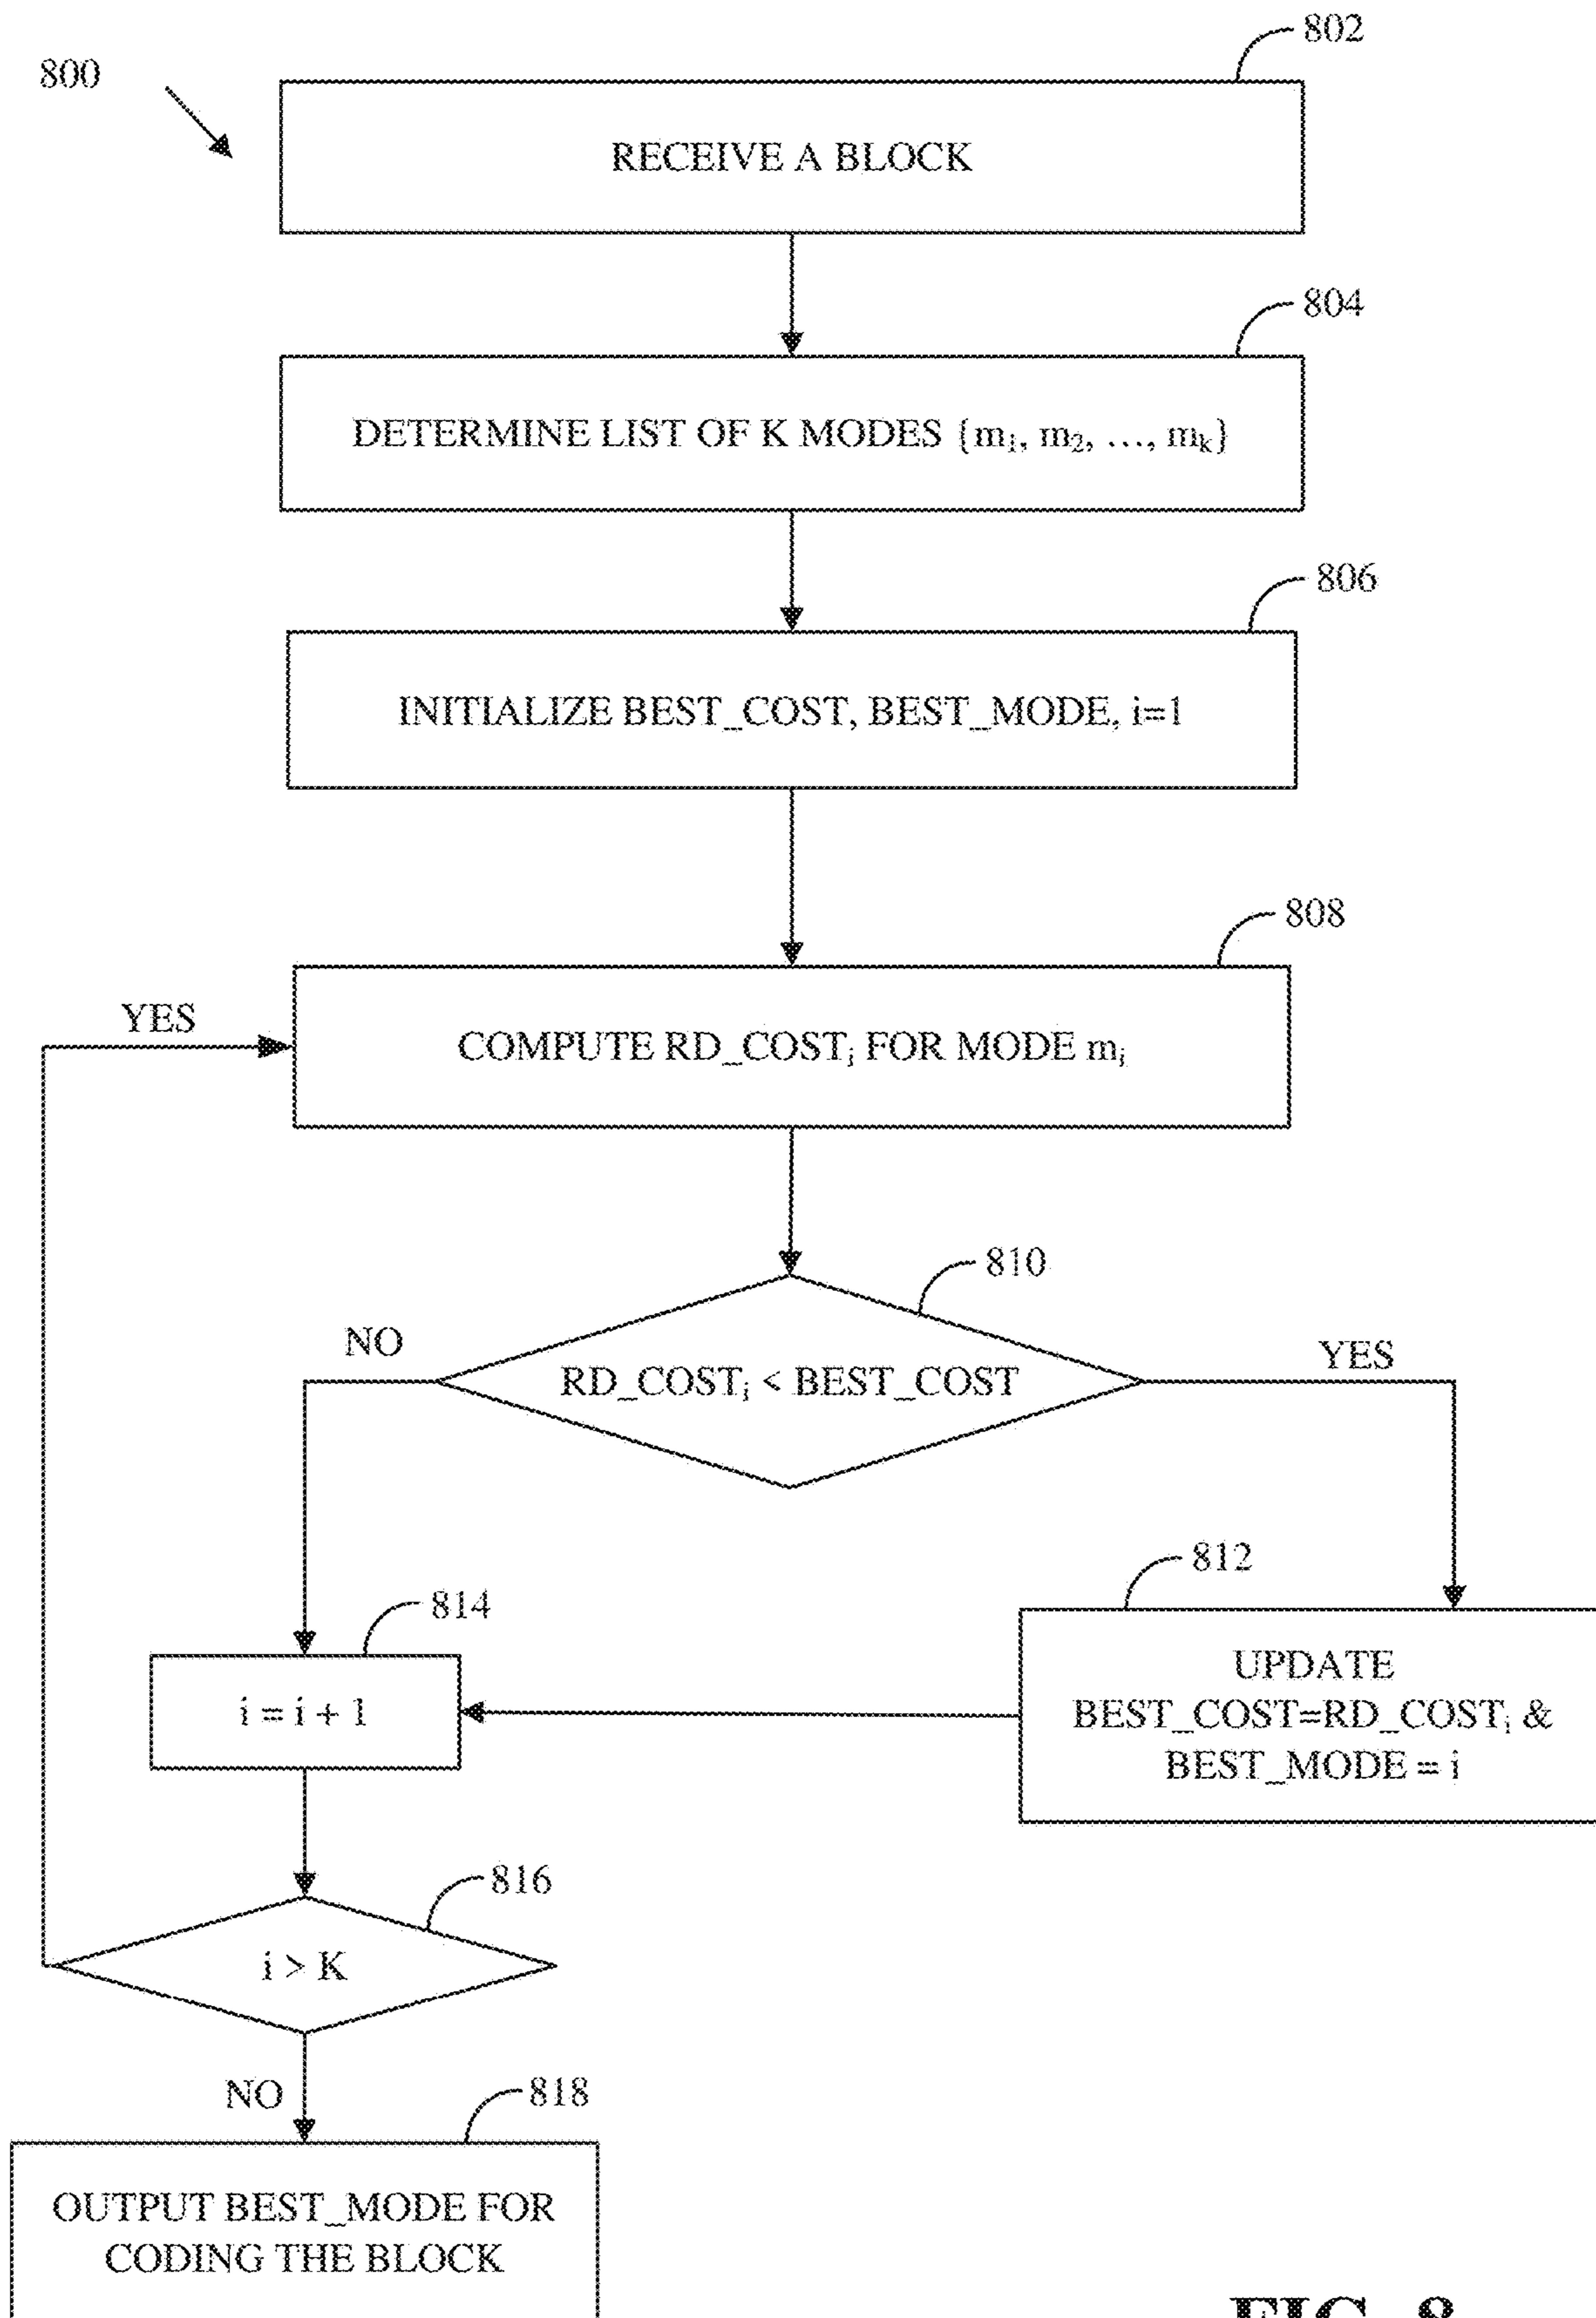 800
802
RECEIVE A BLOCK
804
DETERMINE LIST OF K MODES {m₁, m₂, …, mₖ}
806
INITIALIZE BEST_COST, BEST_MODE, i=1
808
YES
COMPUTE RD_COSTᵢ FOR MODE mᵢ
810
NO
RD_COSTᵢ < BEST_COST
YES
812
814
UPDATE
BEST_COST=RD_COSTᵢ &
BEST_MODE = i
i = i + 1
816
i > K
NO
818
OUTPUT BEST_MODE FOR
CODING THE BLOCK
FIG. 8